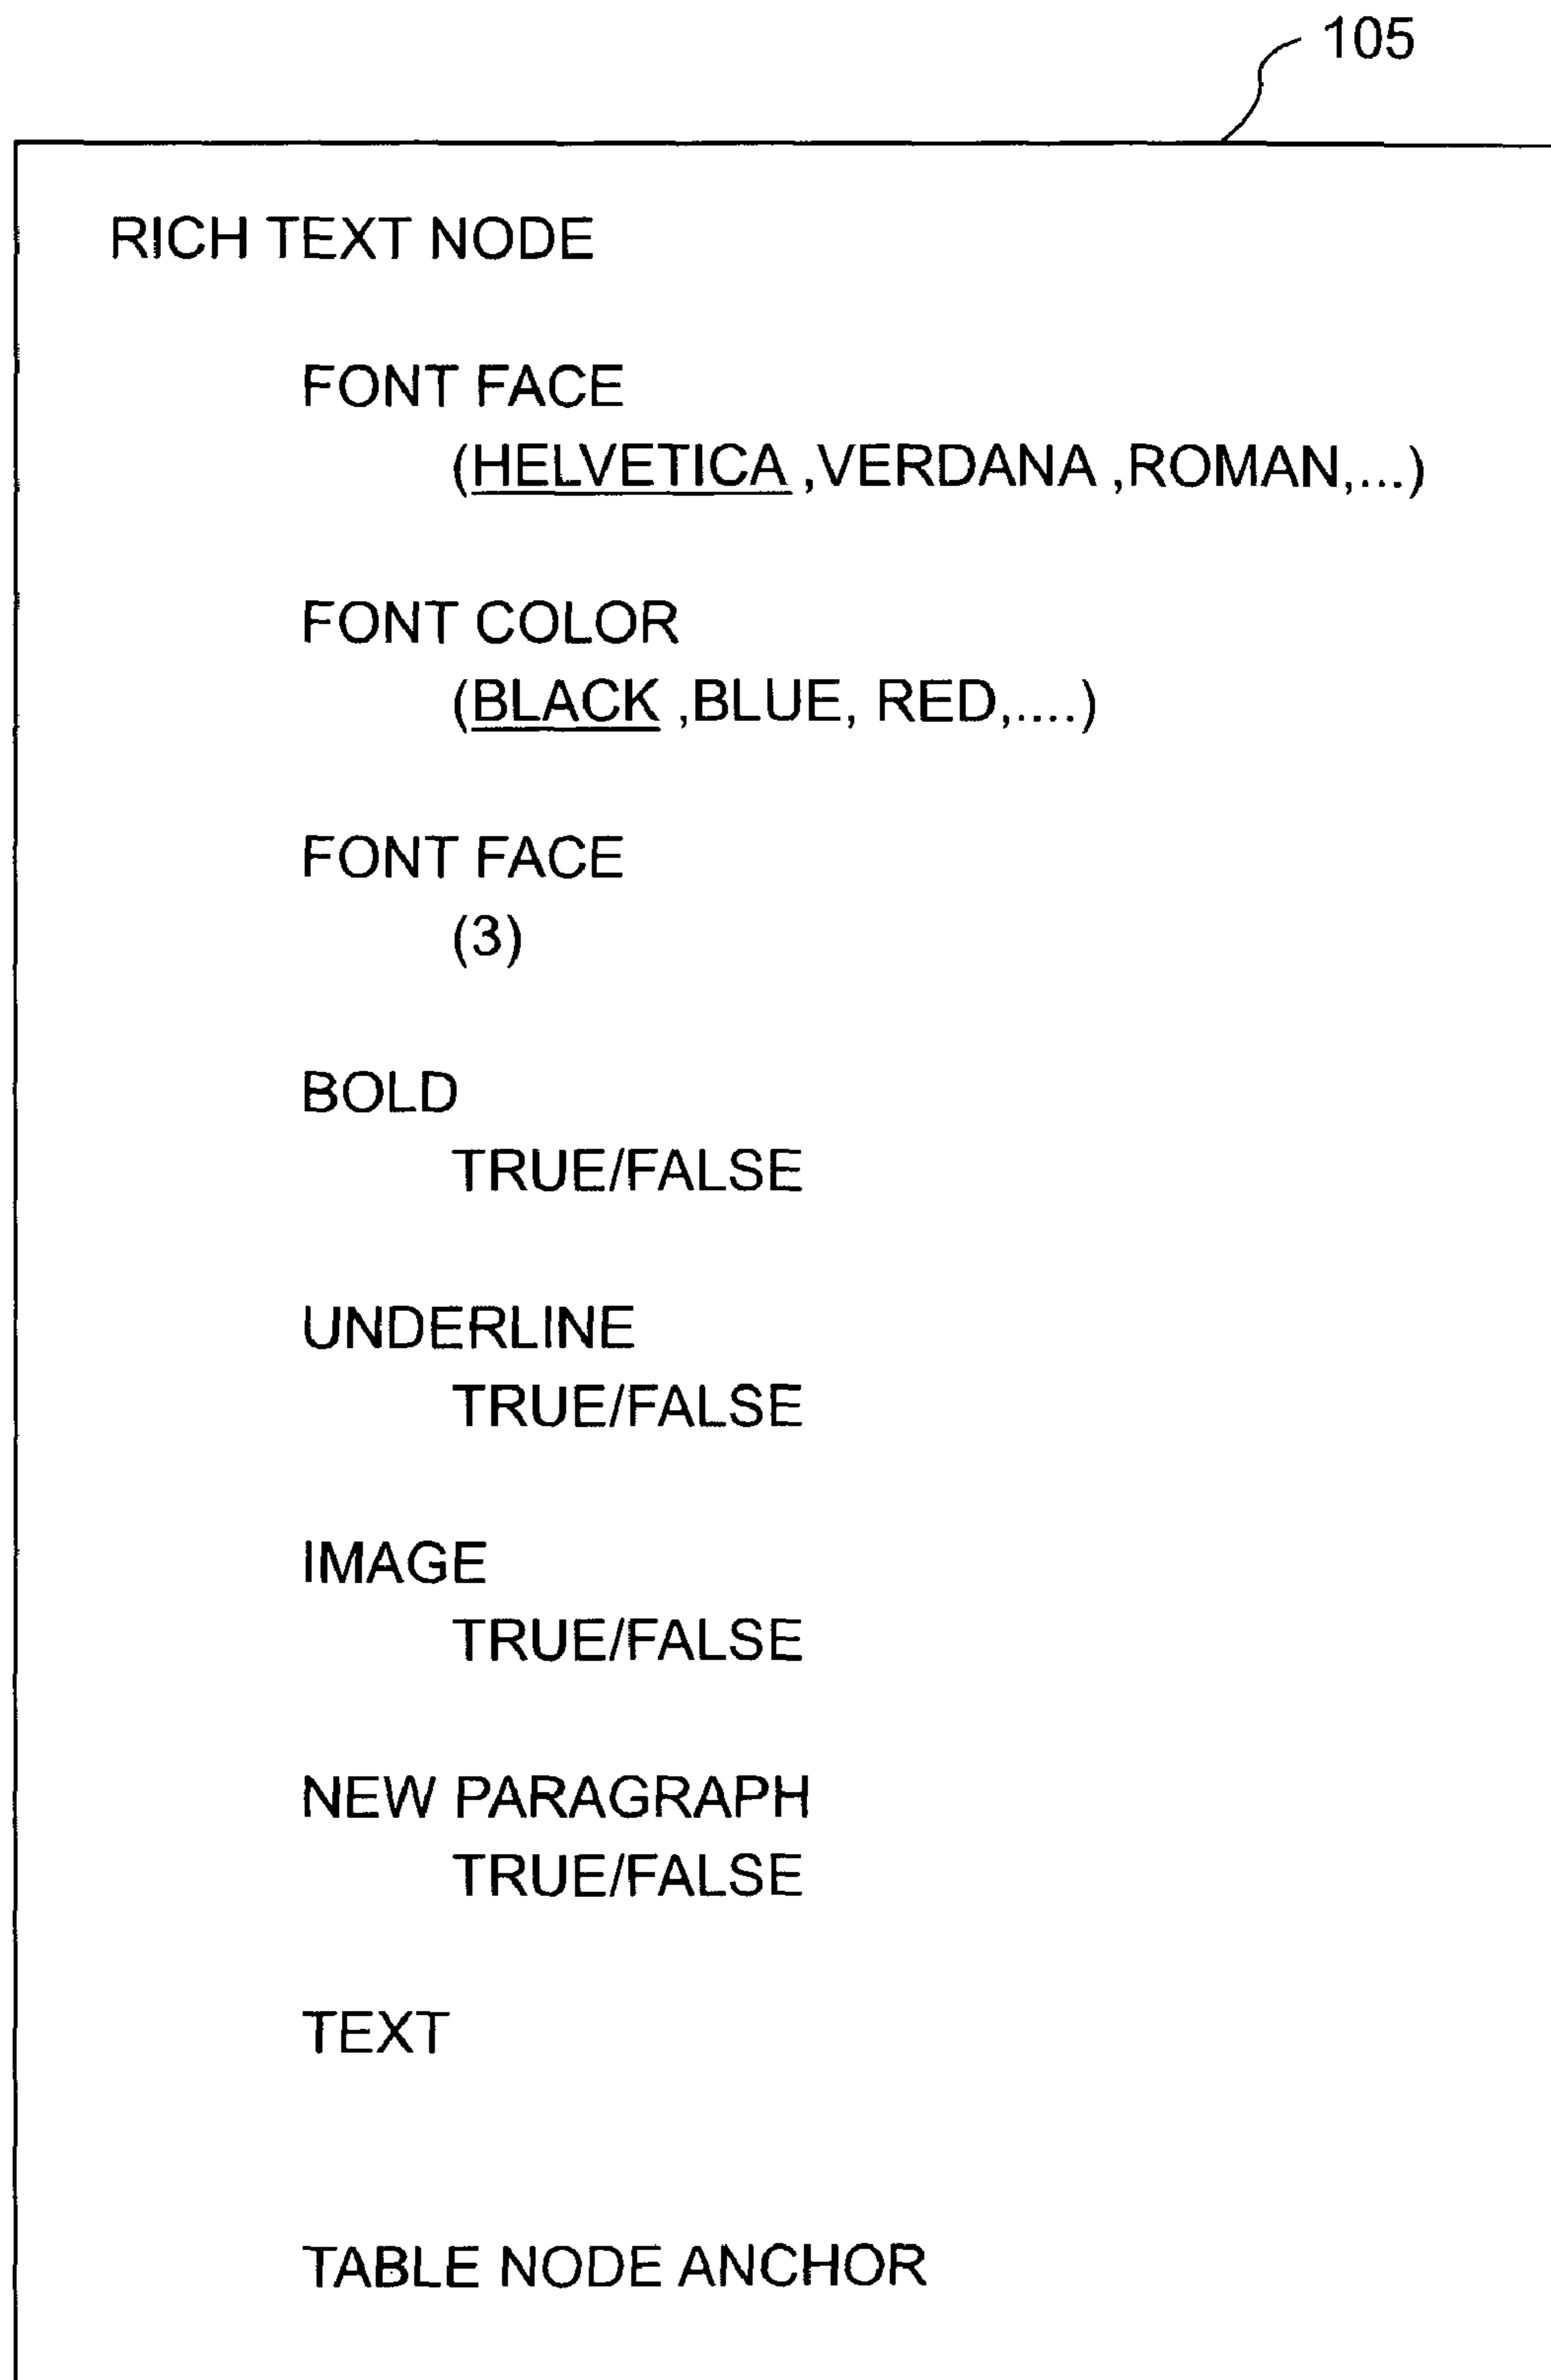 105
RICH TEXT NODE
FONT FACE
(HELVETICA ,VERDANA ,ROMAN,...)
FONT COLOR
(BLACK ,BLUE, RED,....)
FONT FACE
(3)
BOLD
TRUE/FALSE
UNDERLINE
TRUE/FALSE
IMAGE
TRUE/FALSE
NEW PARAGRAPH
TRUE/FALSE
TEXT
TABLE NODE ANCHOR